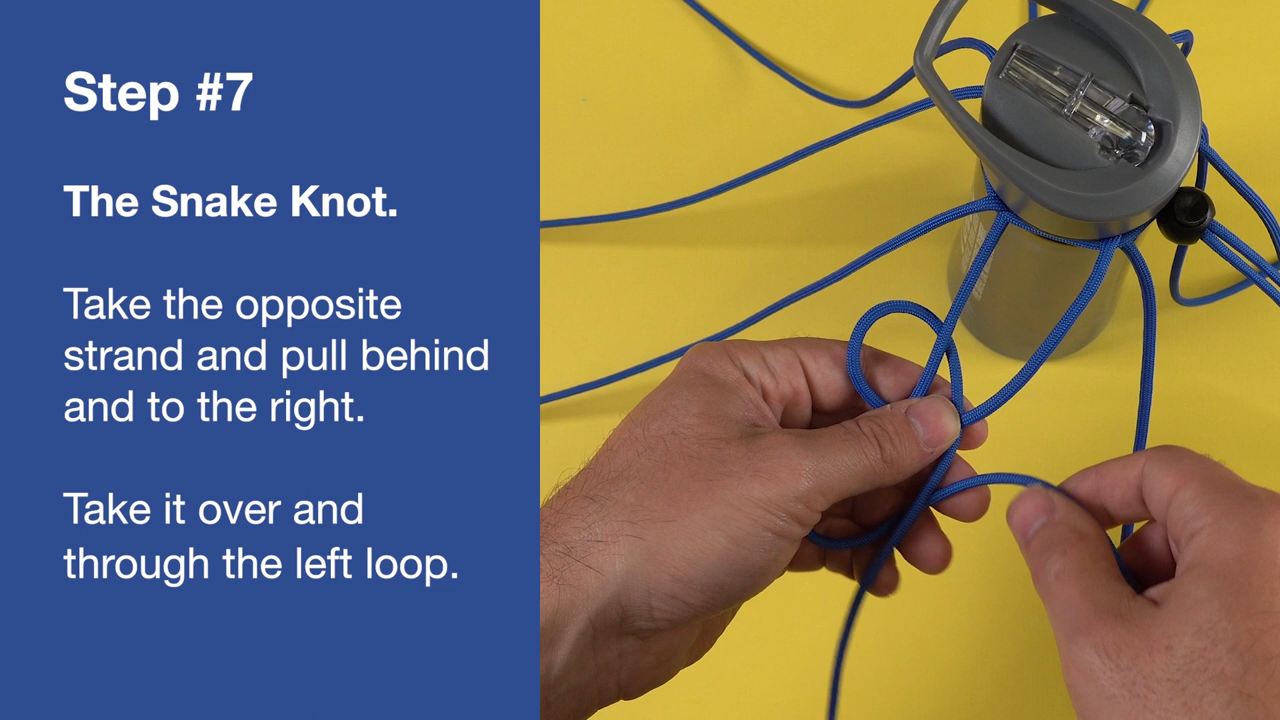 Step #7
The Snake Knot.
Take the opposite
strand and pull behind
and to the right.
Take it over and
through the left loop.